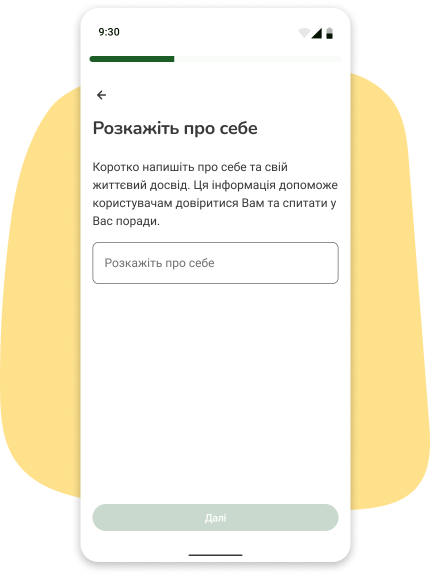 9:30
Розкажіть про себе
Коротко напишіть про себе та свій
життєвий досвід. Ця інформація допоможе
користувачам довіритися Вам та спитати у
Вас поради.
Розкажіть про себе
Далі